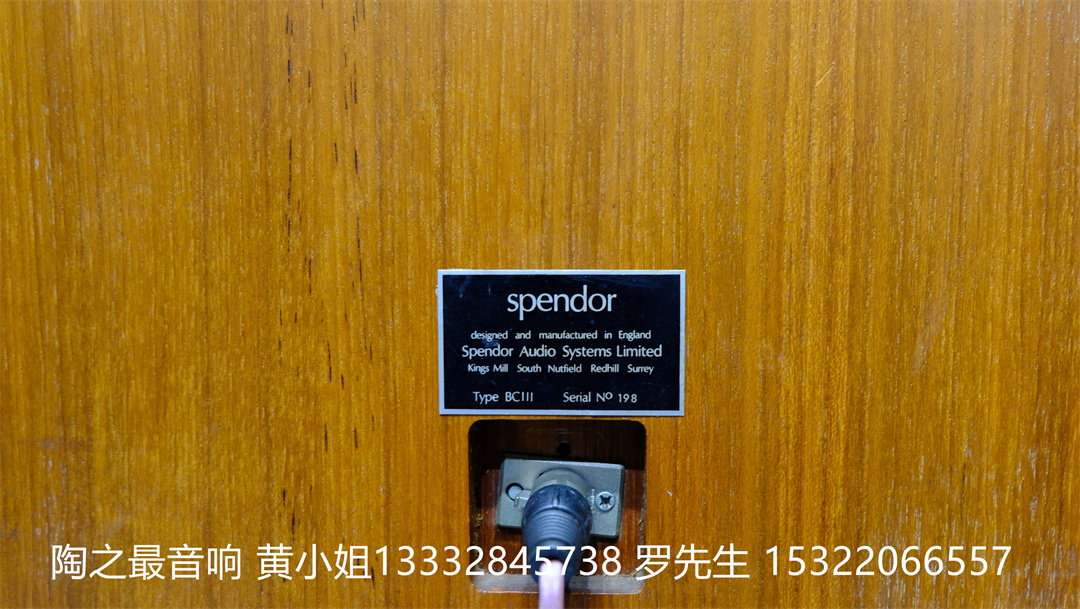 spendor
designed and manufactured in England
Spendor Audio Systems Limited
Kings Mill South Nutfield Redhill Surrey
Type BCIII Serial Nº 198
陶之最音响 黄小姐13332845738 罗先生 15322066557